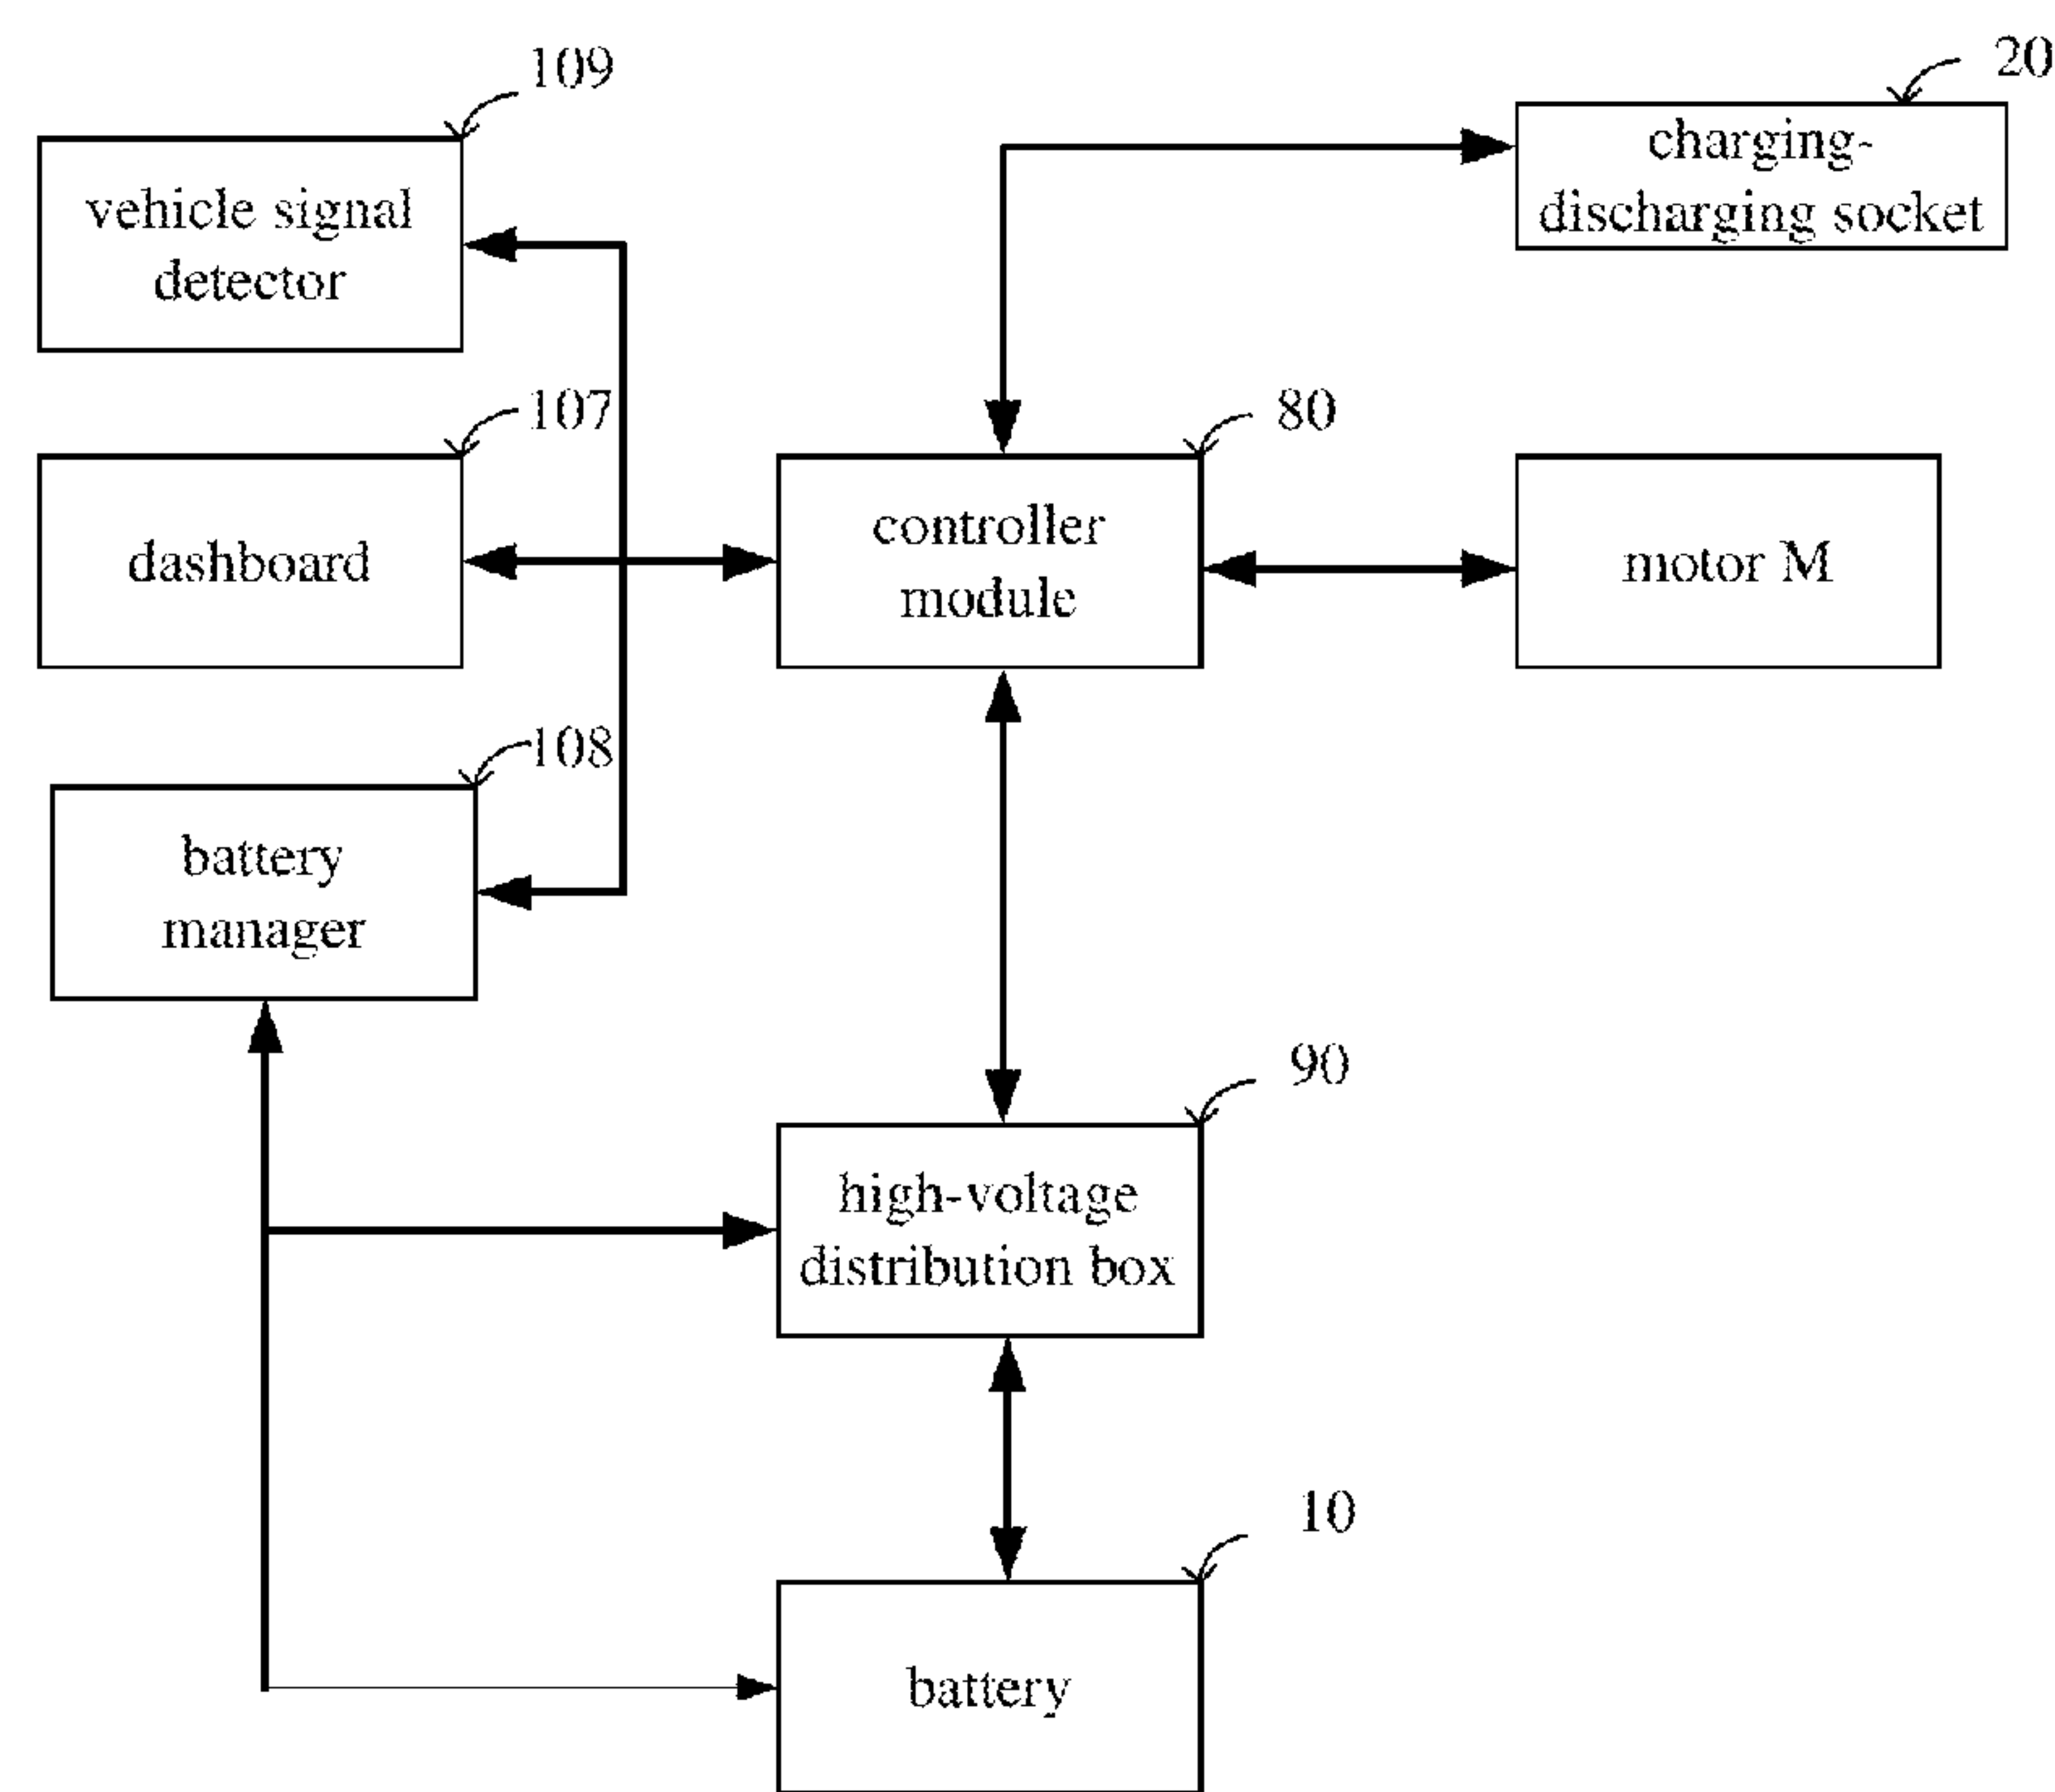 109
20
vehicle signal
detector
charging-
discharging socket
107
80
dashboard
controller
module
motor M
108
battery
manager
90
high-voltage
distribution box
10
battery